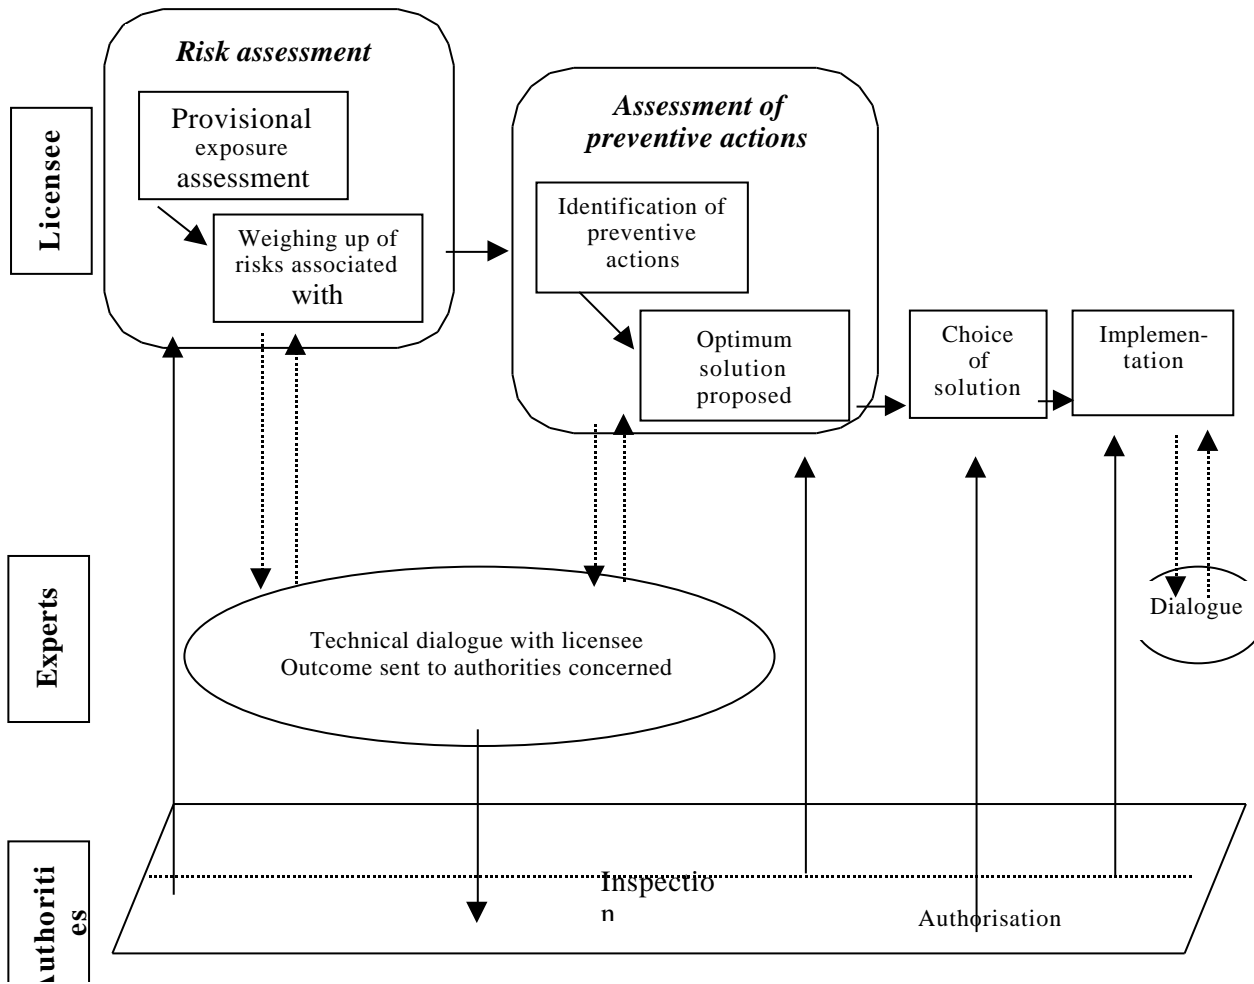 Risk assessment
Provisional
exposure
assessment
Weighing up of
risks associated
with
Assessment of
preventive actions
Identification of
preventive
actions
Optimum
solution
proposed
Choice
of
solution
Implemen-
tation
Licensee
Experts
Technical dialogue with licensee
Outcome sent to authorities concerned
Dialogue
Authoriti
es
Inspectio
n
Authorisation